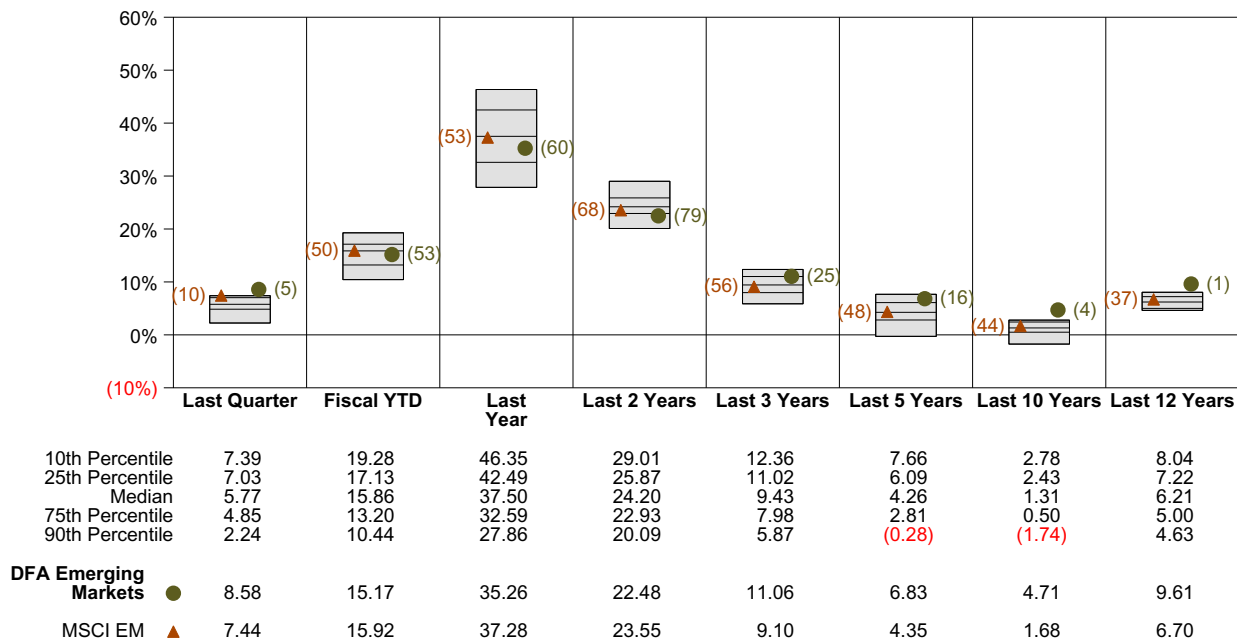 60%
50%
40%
30%
20%
10%
0%
(10%)
(10) (5)
(50) (53)
(53) (60)
(68) (79)
(56) (25)
(48) (16)
(44) (4)
(37) (1)
Last Quarter Fiscal YTD Last Year Last 2 Years Last 3 Years Last 5 Years Last 10 Years Last 12 Years
10th Percentile 7.39 19.28 46.35 29.01 12.36 7.66 2.78 8.04
25th Percentile 7.03 17.13 42.49 25.87 11.02 6.09 2.43 7.22
Median 5.77 15.86 37.50 24.20 9.43 4.26 1.31 6.21
75th Percentile 4.85 13.20 32.59 22.93 7.98 2.81 0.50 5.00
90th Percentile 2.24 10.44 27.86 20.09 5.87 (0.28) (1.74) 4.63
DFA Emerging
Markets 8.58 15.17 35.26 22.48 11.06 6.83 4.71 9.61
MSCI EM 7.44 15.92 37.28 23.55 9.10 4.35 1.68 6.70